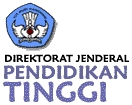 DIREKTORAT JENDERAL
PENDIDIKAN
TINGGI